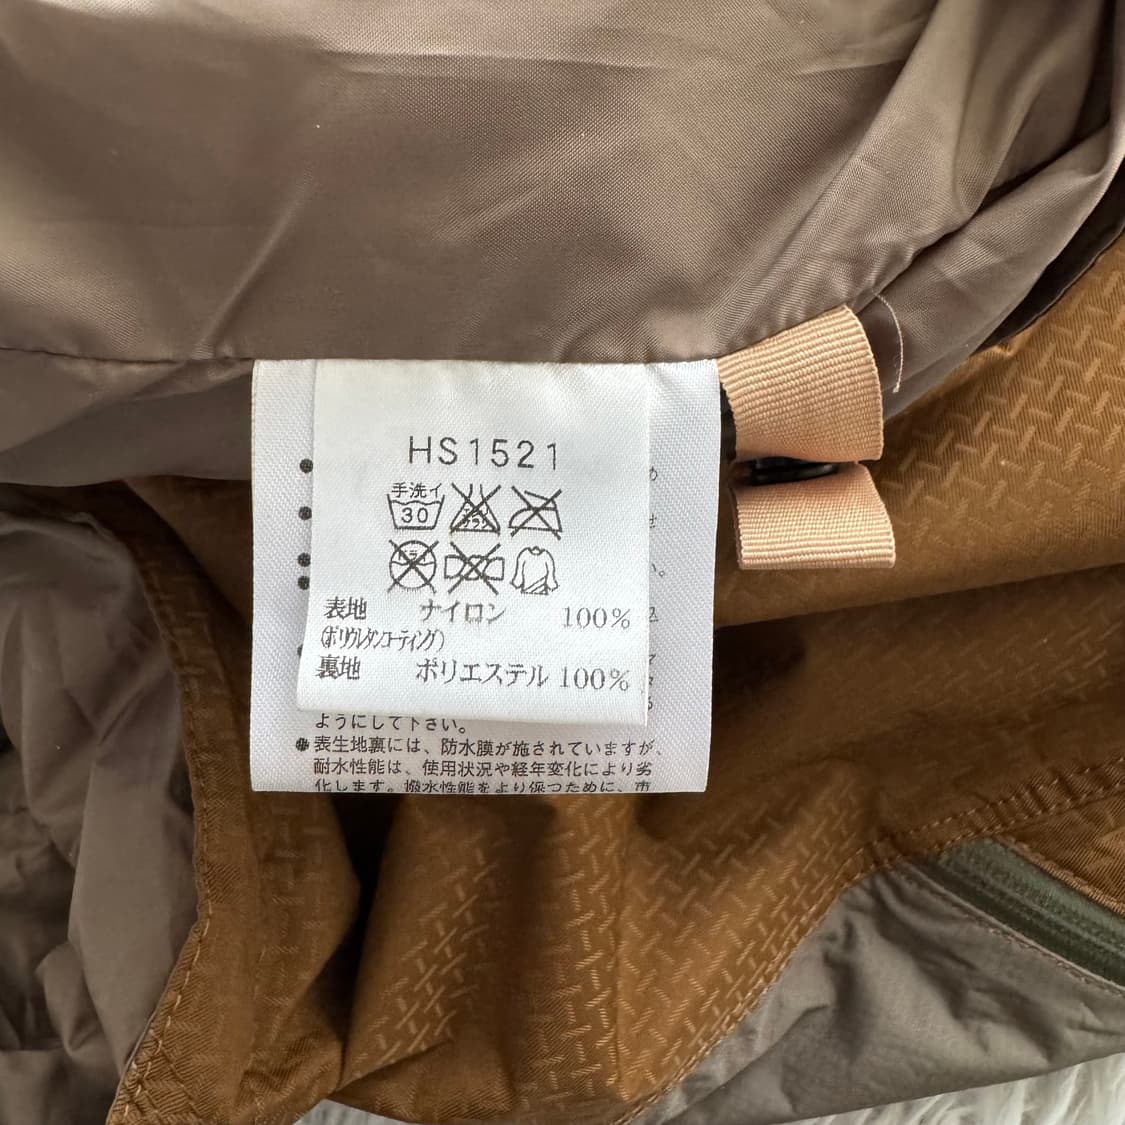 HS1521
手洗イ
30
表地 ナイロン 100%
(ポリウレタンコーティング)
裏地 ポリエステル 100%
ようにして下さい。
●表生地裏には、防水膜が施されていますが、
耐水性能は、使用状況や経年変化により劣
化します。撥水性能をより保つために、市